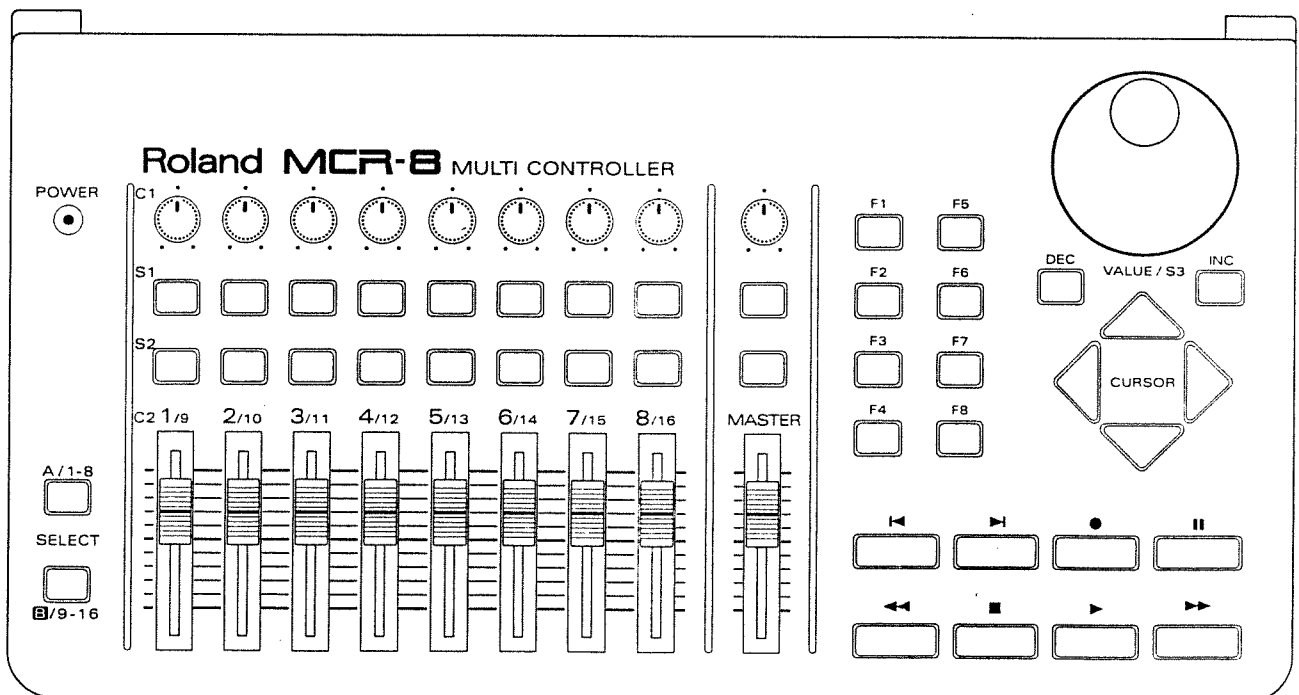 Roland MCR-8 MULTI CONTROLLER
POWER
C1
S1
S2
C2 1/9 2/10 3/11 4/12 5/13 6/14 7/15 8/16 MASTER
A/1-8
SELECT
B/9-16
F1 F5
F2 F6
F3 F7
F4 F8
DEC VALUE/S3 INC
CURSOR